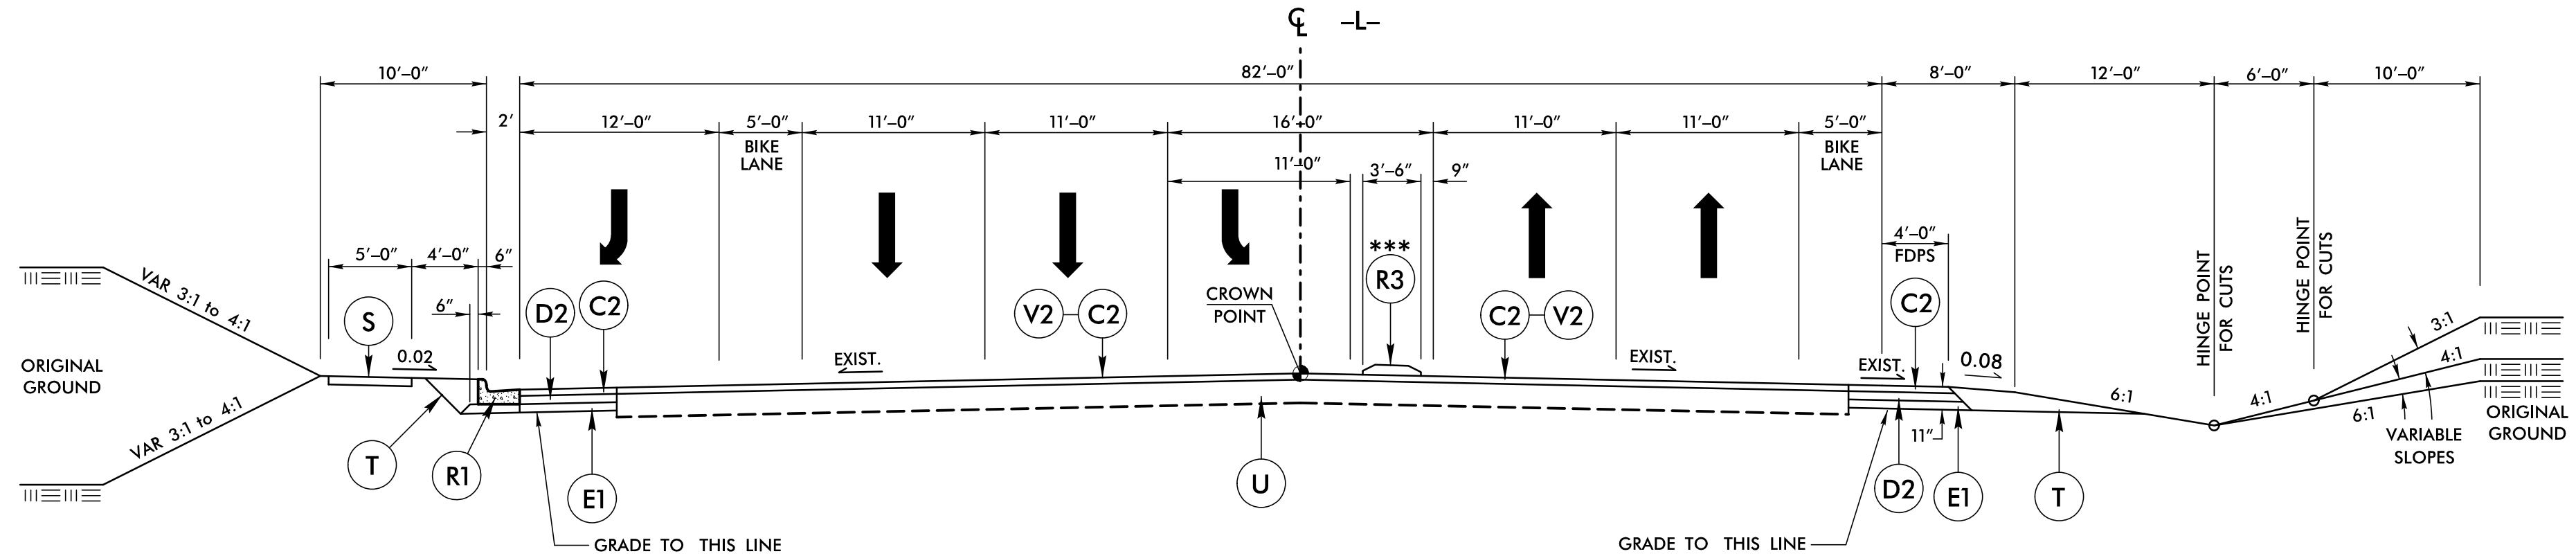 ℄ –L–
10'–0" 82'–0" 8'–0" 12'–0" 6'–0" 10'–0"
2' 12'–0" 5'–0" 11'–0" 11'–0" 16'–0" 11'–0" 11'–0" 5'–0"
BIKE
LANE
BIKE
LANE
11'–0" 3'–6" 9"
5'–0" 4'–0" 6"
***
R3
4'–0"
FDPS
HINGE POINT
FOR CUTS
HINGE POINT
FOR CUTS
VAR 3:1 to 4:1
6"
S
D2 C2
V2 C2
CROWN
POINT
C2 V2
C2
3:1
ORIGINAL
GROUND
0.02
EXIST.
EXIST.
EXIST.
0.08
4:1
VAR 3:1 to 4:1
6:1
4:1
6:1
ORIGINAL
GROUND
11"
VARIABLE
SLOPES
T
R1
E1
U
D2
E1
T
GRADE TO THIS LINE
GRADE TO THIS LINE